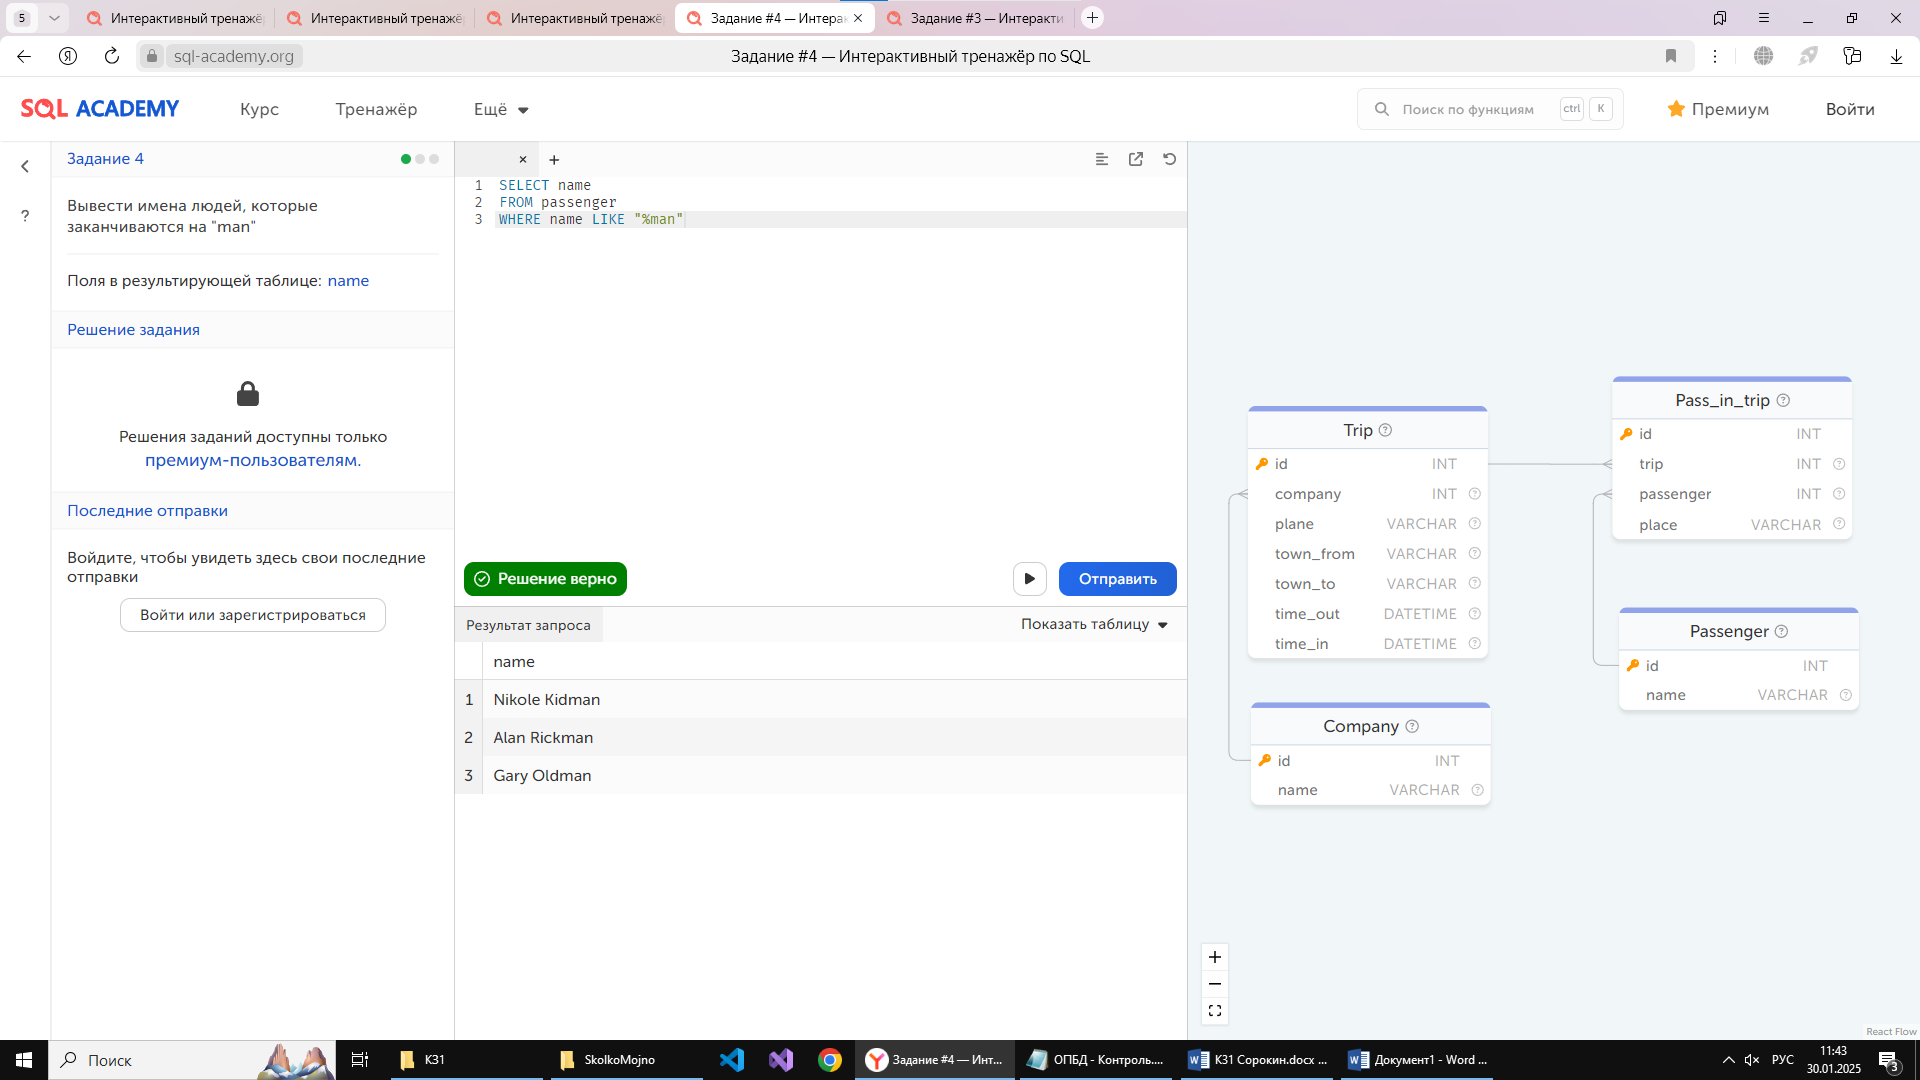 5
Интерактивный тренажё
Интерактивный тренажё
Интерактивный тренажё
Задание #4 — Интерак
Задание #3 — Интеракти
sql-academy.org
Задание #4 — Интерактивный тренажёр по SQL
SQL ACADEMY
Курс
Тренажёр
Ещё
Поиск по функциям
ctrl
K
Премиум
Войти
Задание 4
Вывести имена людей, которые
заканчиваются на "man"
Поля в результирующей таблице: name
Решение задания
Решения заданий доступны только
премиум-пользователям.
Последние отправки
Войдите, чтобы увидеть здесь свои последние
отправки
Войти или зарегистрироваться
?
1 SELECT name
2 FROM passenger
3 WHERE name LIKE "%man"
Решение верно
Отправить
Результат запроса
Показать таблицу
name
1 Nikole Kidman
2 Alan Rickman
3 Gary Oldman
Trip
id INT
company INT
plane VARCHAR
town_from VARCHAR
town_to VARCHAR
time_out DATETIME
time_in DATETIME
Company
id INT
name VARCHAR
Pass_in_trip
id INT
trip INT
passenger INT
place VARCHAR
Passenger
id INT
name VARCHAR
React Flow
Поиск
К31
SkolkoMojno
Задание #4 — Инт...
ОПБД - Контроль....
К31 Сорокин.docx ...
Документ1 - Word ...
РУС
11:43
30.01.2025
3